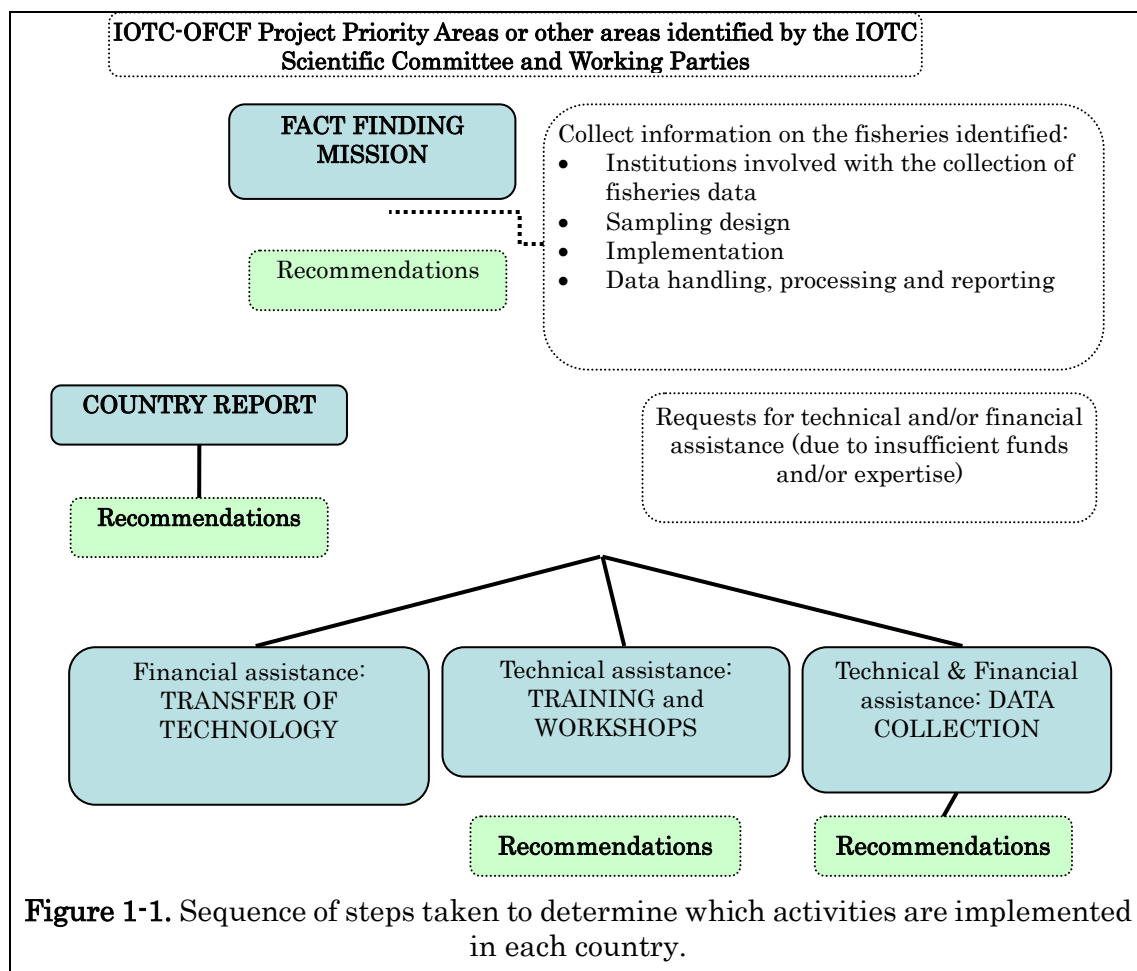 IOTC-OFCF Project Priority Areas or other areas identified by the IOTC
Scientific Committee and Working Parties
FACT FINDING
MISSION
Collect information on the fisheries identified:
• Institutions involved with the collection of
fisheries data
• Sampling design
• Implementation
• Data handling, processing and reporting
Recommendations
COUNTRY REPORT
Requests for technical and/or financial
assistance (due to insufficient funds
and/or expertise)
Recommendations
Financial assistance:
TRANSFER OF
TECHNOLOGY
Technical assistance:
TRAINING and
WORKSHOPS
Technical & Financial
assistance: DATA
COLLECTION
Recommendations
Recommendations
Figure 1-1. Sequence of steps taken to determine which activities are implemented
in each country.